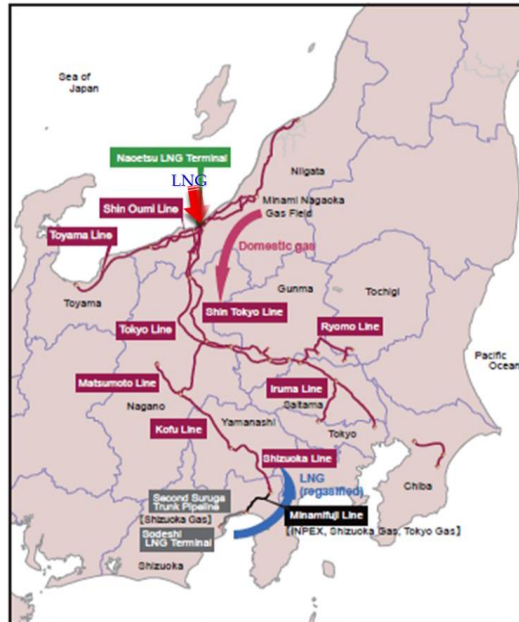 Sea of
Japan
Naoetsu LNG Terminal
LNG
Niigata
Shin Oumi Line
Minami Nagaoka
Gas Field
Toyama Line
Domestic gas
Toyama
Gunma
Tochigi
Shin Tokyo Line
Tokyo Line
Ryomo Line
Pacific
Ocean
Matsumoto Line
Iruma Line
Nagano
Saitama
Yamanashi
Kofu Line
Tokyo
Shizuoka Line
Chiba
LNG
(regasified)
Second Suruga
Trunk Pipeline
Minamifuji Line
【Shizuoka Gas】
【INPEX, Shizuoka Gas, Tokyo Gas】
Sodeshi
LNG Terminal
Shizuoka